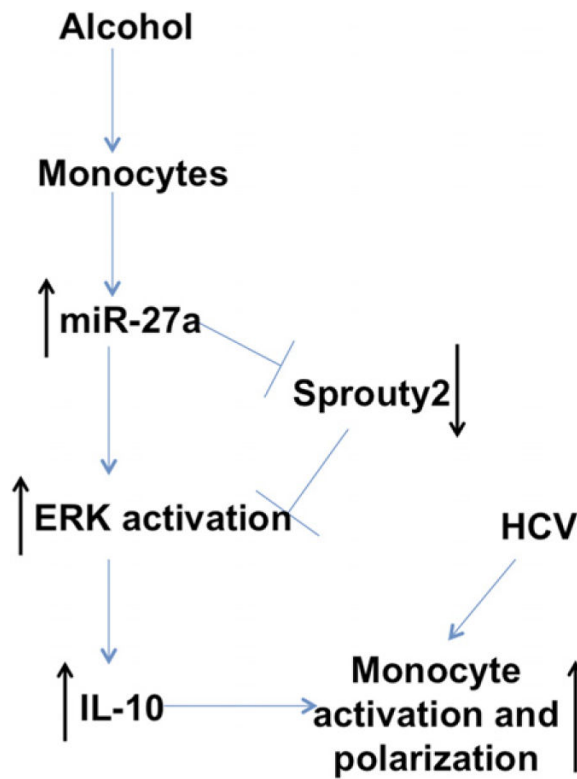 Alcohol
Monocytes
miR-27a
Sprouty2
ERK activation
HCV
IL-10
Monocyte
activation and
polarization